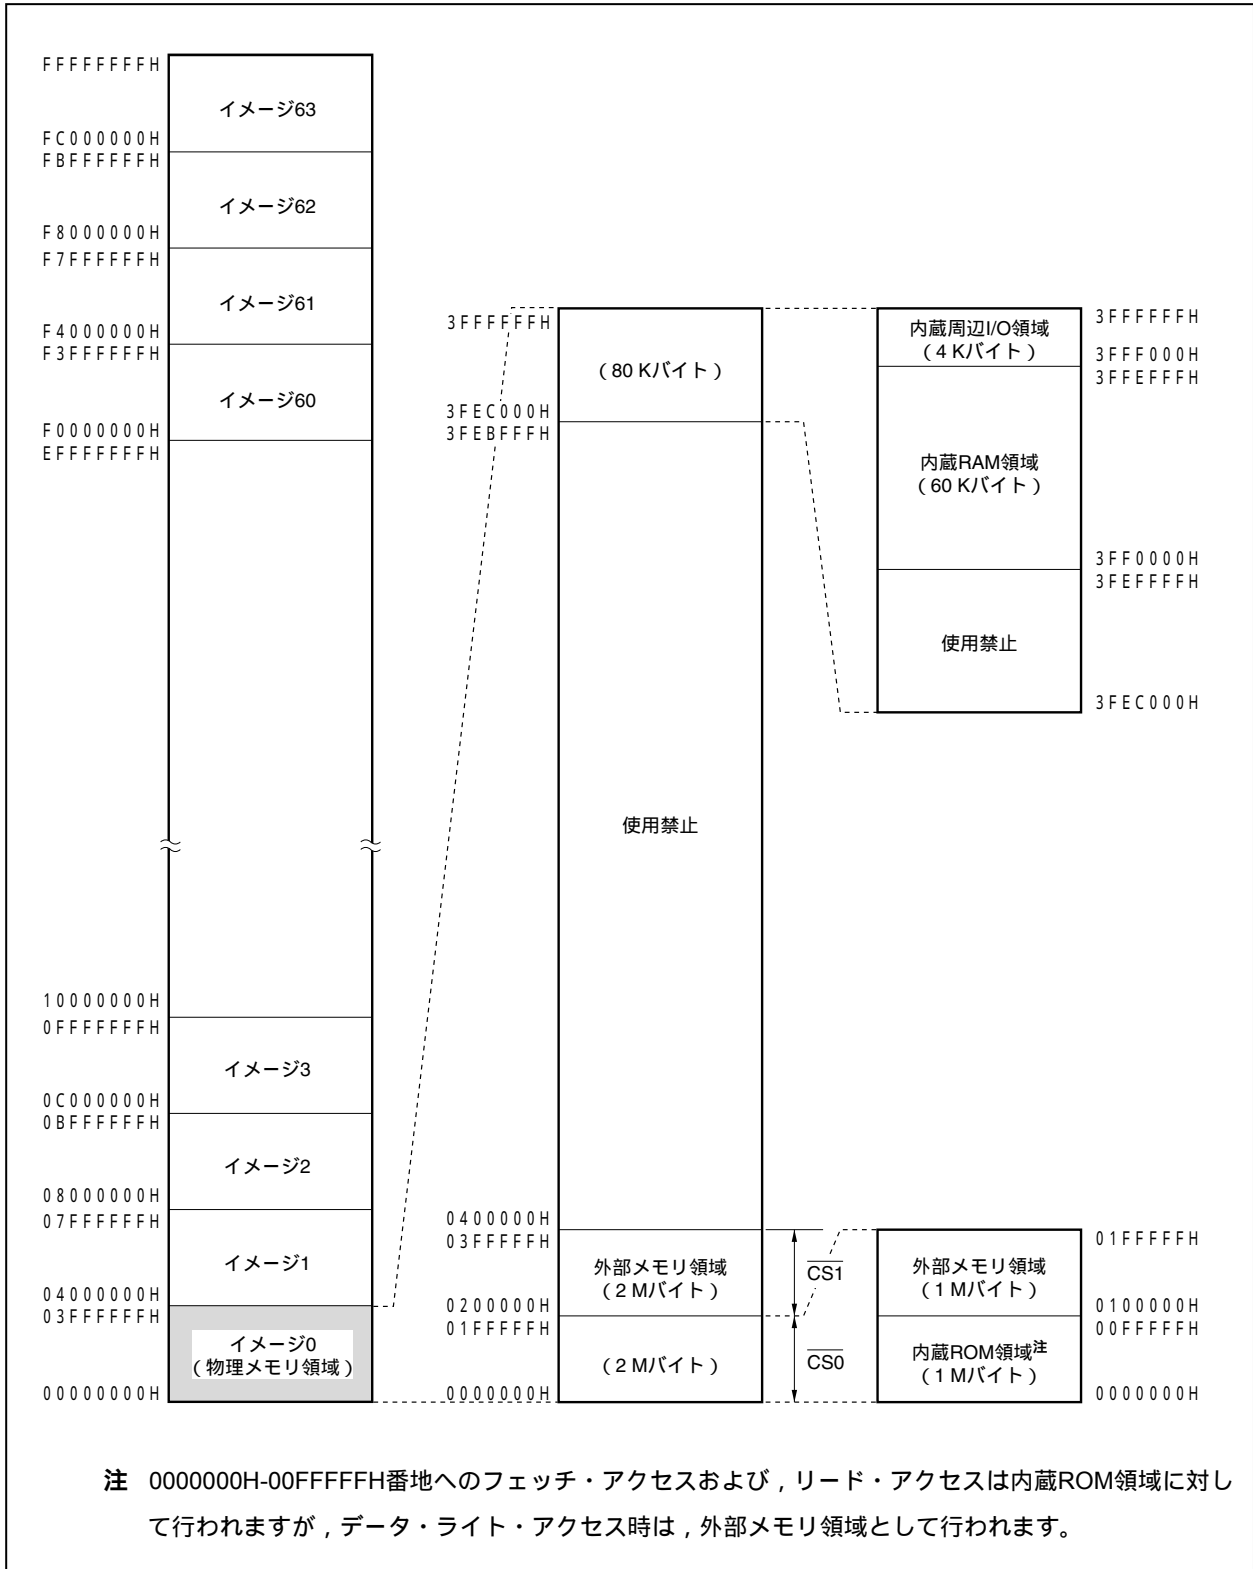 FFFFFFFFH
イメージ63
FC000000H
FBFFFFFFH
イメージ62
F8000000H
F7FFFFFFH
イメージ61
F4000000H
F3FFFFFFH
イメージ60
F0000000H
EFFFFFFFH
10000000H
0FFFFFFFH
イメージ3
0C000000H
0BFFFFFFH
イメージ2
08000000H
07FFFFFFH
イメージ1
04000000H
03FFFFFFH
イメージ0
(物理メモリ領域)
00000000H
3FFFFFFH
(80 Kバイト)
3FEC000H
3FEBFFFH
使用禁止
0400000H
03FFFFFH
外部メモリ領域
(2 Mバイト)
CS1
0200000H
01FFFFFH
(2 Mバイト)
CS0
0000000H
3FFFFFFH
内蔵周辺I/O領域
(4 Kバイト)
3FFF000H
3FFEFFFH
内蔵RAM領域
(60 Kバイト)
3FF0000H
3FEFFFFH
使用禁止
3FEC000H
01FFFFFH
外部メモリ領域
(1 Mバイト)
0100000H
00FFFFFH
内蔵ROM領域注
(1 Mバイト)
0000000H
注 0000000H-00FFFFFH番地へのフェッチ・アクセスおよび,リード・アクセスは内蔵ROM領域に対し
て行われますが,データ・ライト・アクセス時は,外部メモリ領域として行われます。